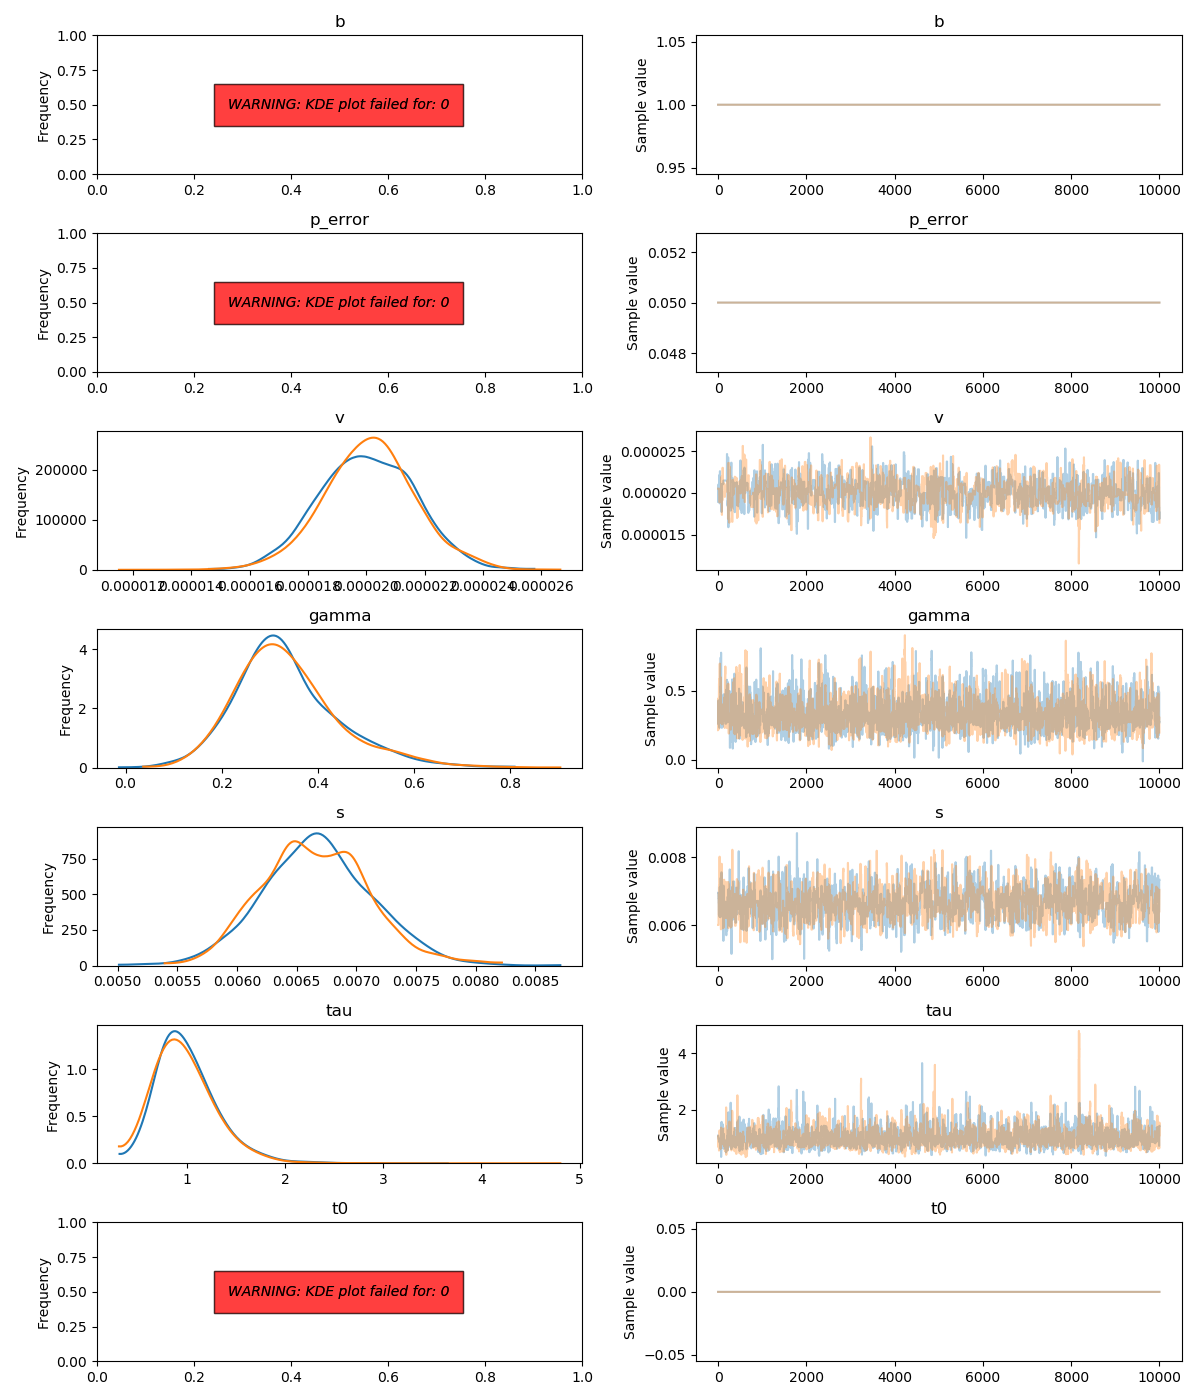 b
b
1.00
0.75
0.50
0.25
0.00
Frequency
WARNING: KDE plot failed for: 0
0.0 0.2 0.4 0.6 0.8 1.0
1.05
1.00
0.95
Sample value
0 2000 4000 6000 8000 10000
p_error
p_error
1.00
0.75
0.50
0.25
0.00
Frequency
WARNING: KDE plot failed for: 0
0.0 0.2 0.4 0.6 0.8 1.0
0.052
0.050
0.048
Sample value
0 2000 4000 6000 8000 10000
v
v
200000
100000
0
Frequency
0.000012 0.000014 0.000016 0.000018 0.000020 0.000022 0.000024 0.000026
0.000025
0.000020
0.000015
Sample value
0 2000 4000 6000 8000 10000
gamma
gamma
4
2
0
Frequency
0.0 0.2 0.4 0.6 0.8
0.5
0.0
Sample value
0 2000 4000 6000 8000 10000
s
s
750
500
250
0
Frequency
0.0050 0.0055 0.0060 0.0065 0.0070 0.0075 0.0080 0.0085
0.008
0.006
Sample value
0 2000 4000 6000 8000 10000
tau
tau
1.0
0.5
0.0
Frequency
1 2 3 4 5
4
2
Sample value
0 2000 4000 6000 8000 10000
t0
t0
1.00
0.75
0.50
0.25
0.00
Frequency
WARNING: KDE plot failed for: 0
0.0 0.2 0.4 0.6 0.8 1.0
0.05
0.00
−0.05
Sample value
0 2000 4000 6000 8000 10000